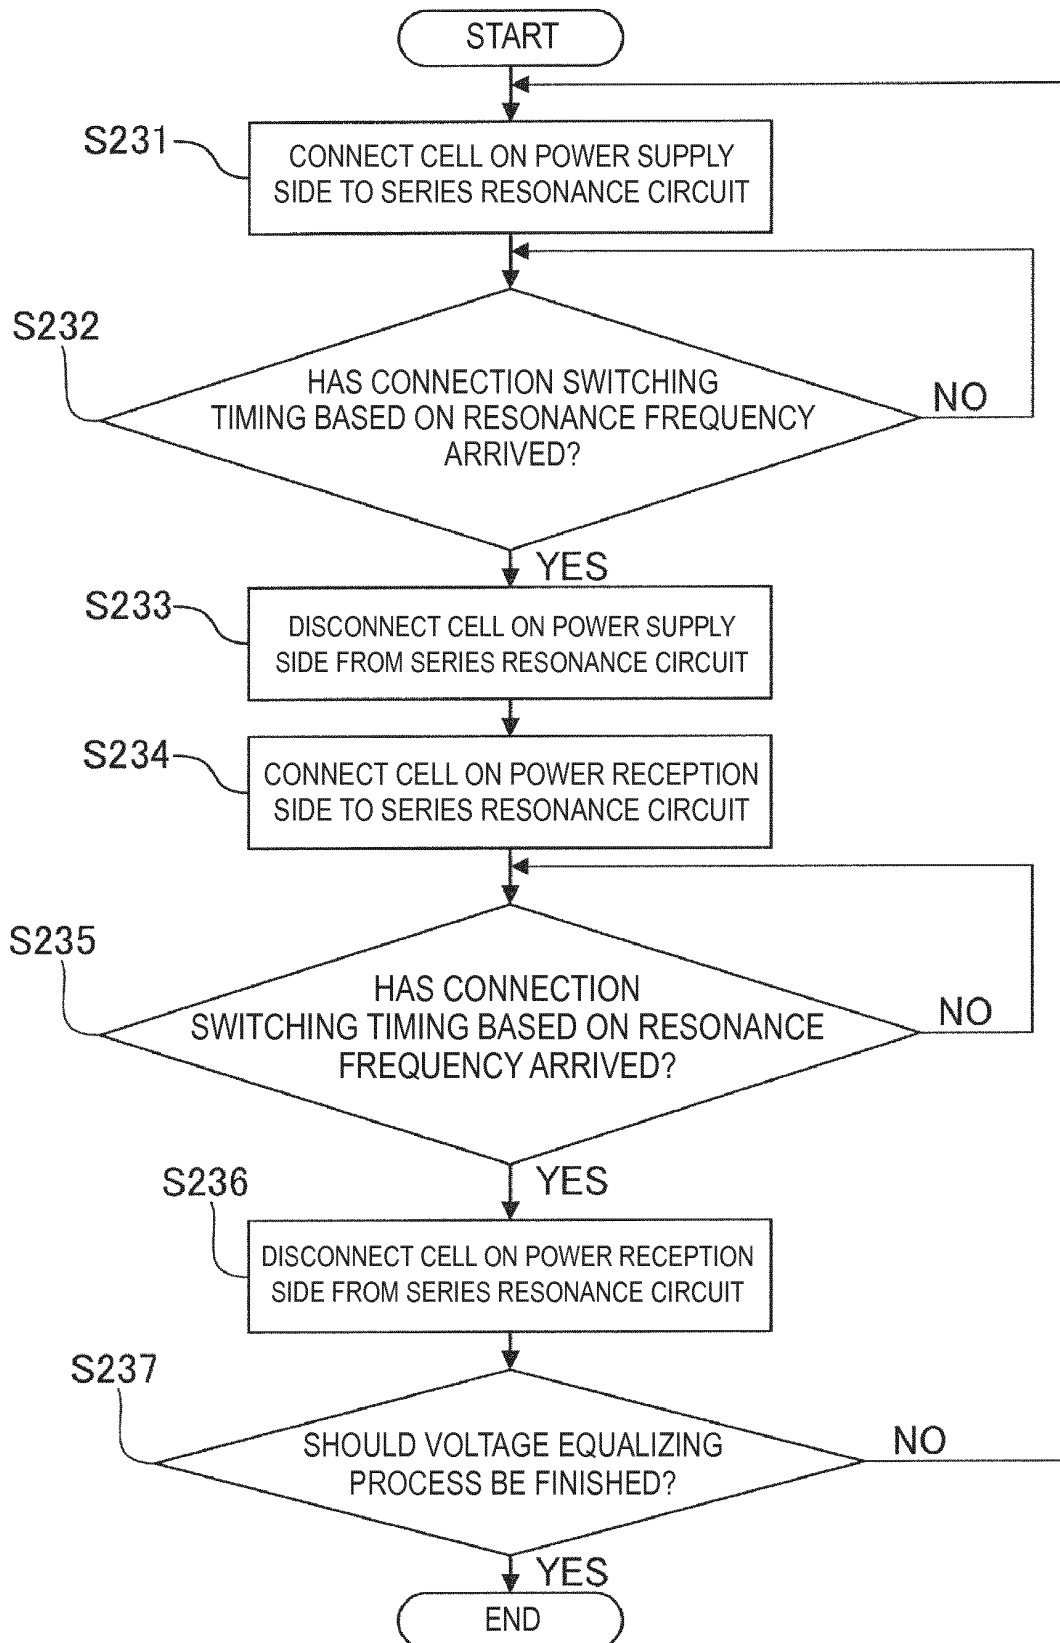 START
S231
CONNECT CELL ON POWER SUPPLY
SIDE TO SERIES RESONANCE CIRCUIT
S232
HAS CONNECTION SWITCHING
TIMING BASED ON RESONANCE FREQUENCY
ARRIVED?
NO
YES
S233
DISCONNECT CELL ON POWER SUPPLY
SIDE FROM SERIES RESONANCE CIRCUIT
S234
CONNECT CELL ON POWER RECEPTION
SIDE TO SERIES RESONANCE CIRCUIT
S235
HAS CONNECTION
SWITCHING TIMING BASED ON RESONANCE
FREQUENCY ARRIVED?
NO
YES
S236
DISCONNECT CELL ON POWER RECEPTION
SIDE FROM SERIES RESONANCE CIRCUIT
S237
SHOULD VOLTAGE EQUALIZING
PROCESS BE FINISHED?
NO
YES
END